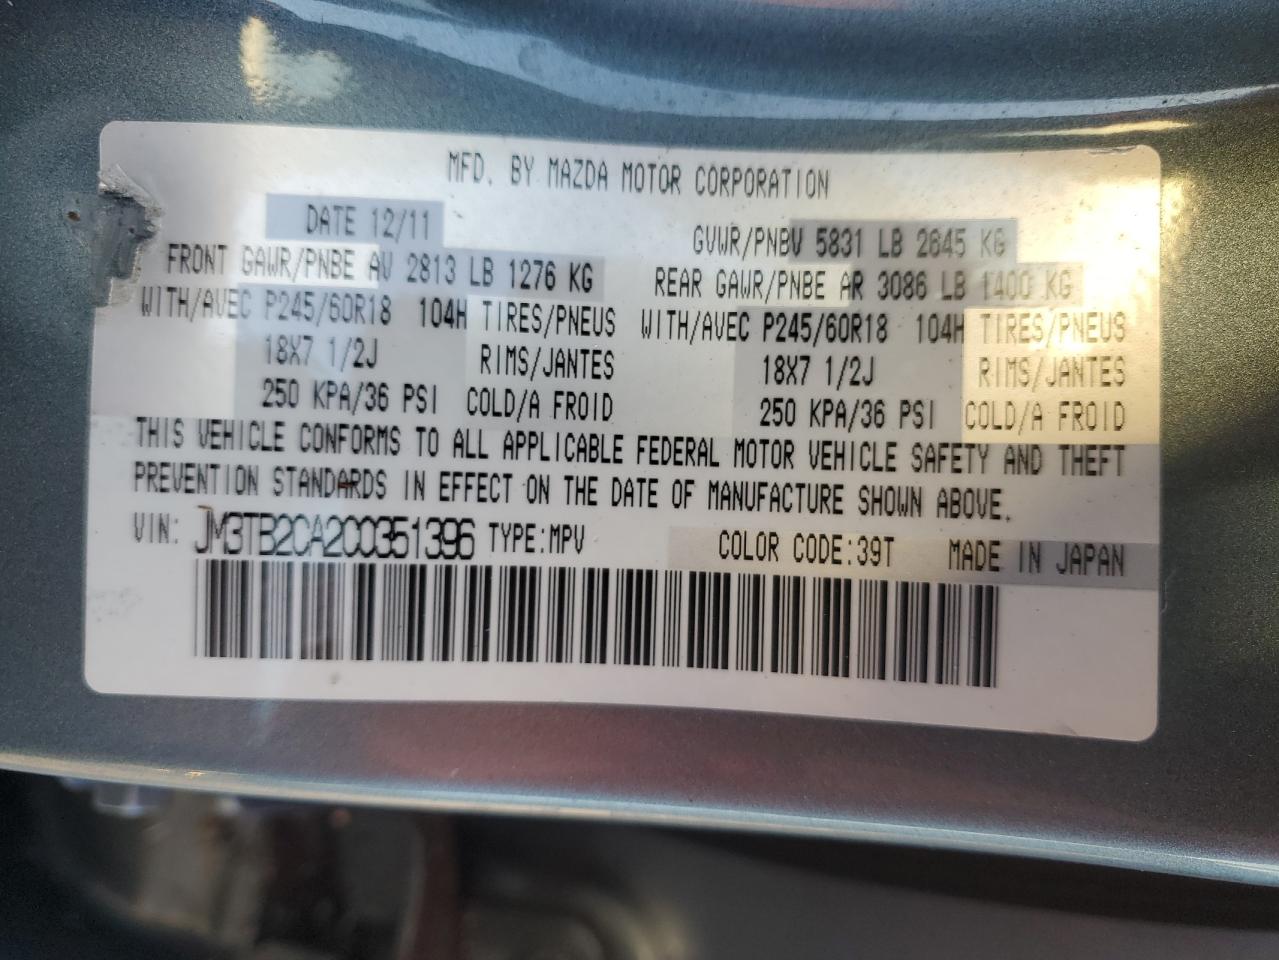 MFD. BY MAZDA MOTOR CORPORATION
DATE 12/11 GVWR/PNBV 5831 LB 2645 KG
FRONT GAWR/PNBE AV 2813 LB 1276 KG REAR GAWR/PNBE AR 3086 LB 1400 KG
WITH/AVEC P245/60R18 104H TIRES/PNEUS WITH/AVEC P245/60R18 104H TIRES/PNEUS
18X7 1/2J RIMS/JANTES 18X7 1/2J RIMS/JANTES
250 KPA/36 PSI COLD/A FROID 250 KPA/36 PSI COLD/A FROID
THIS VEHICLE CONFORMS TO ALL APPLICABLE FEDERAL MOTOR VEHICLE SAFETY AND THEFT
PREVENTION STANDARDS IN EFFECT ON THE DATE OF MANUFACTURE SHOWN ABOVE.
VIN: JM3TB2CA2C0351396 TYPE:MPV COLOR CODE:39T MADE IN JAPAN